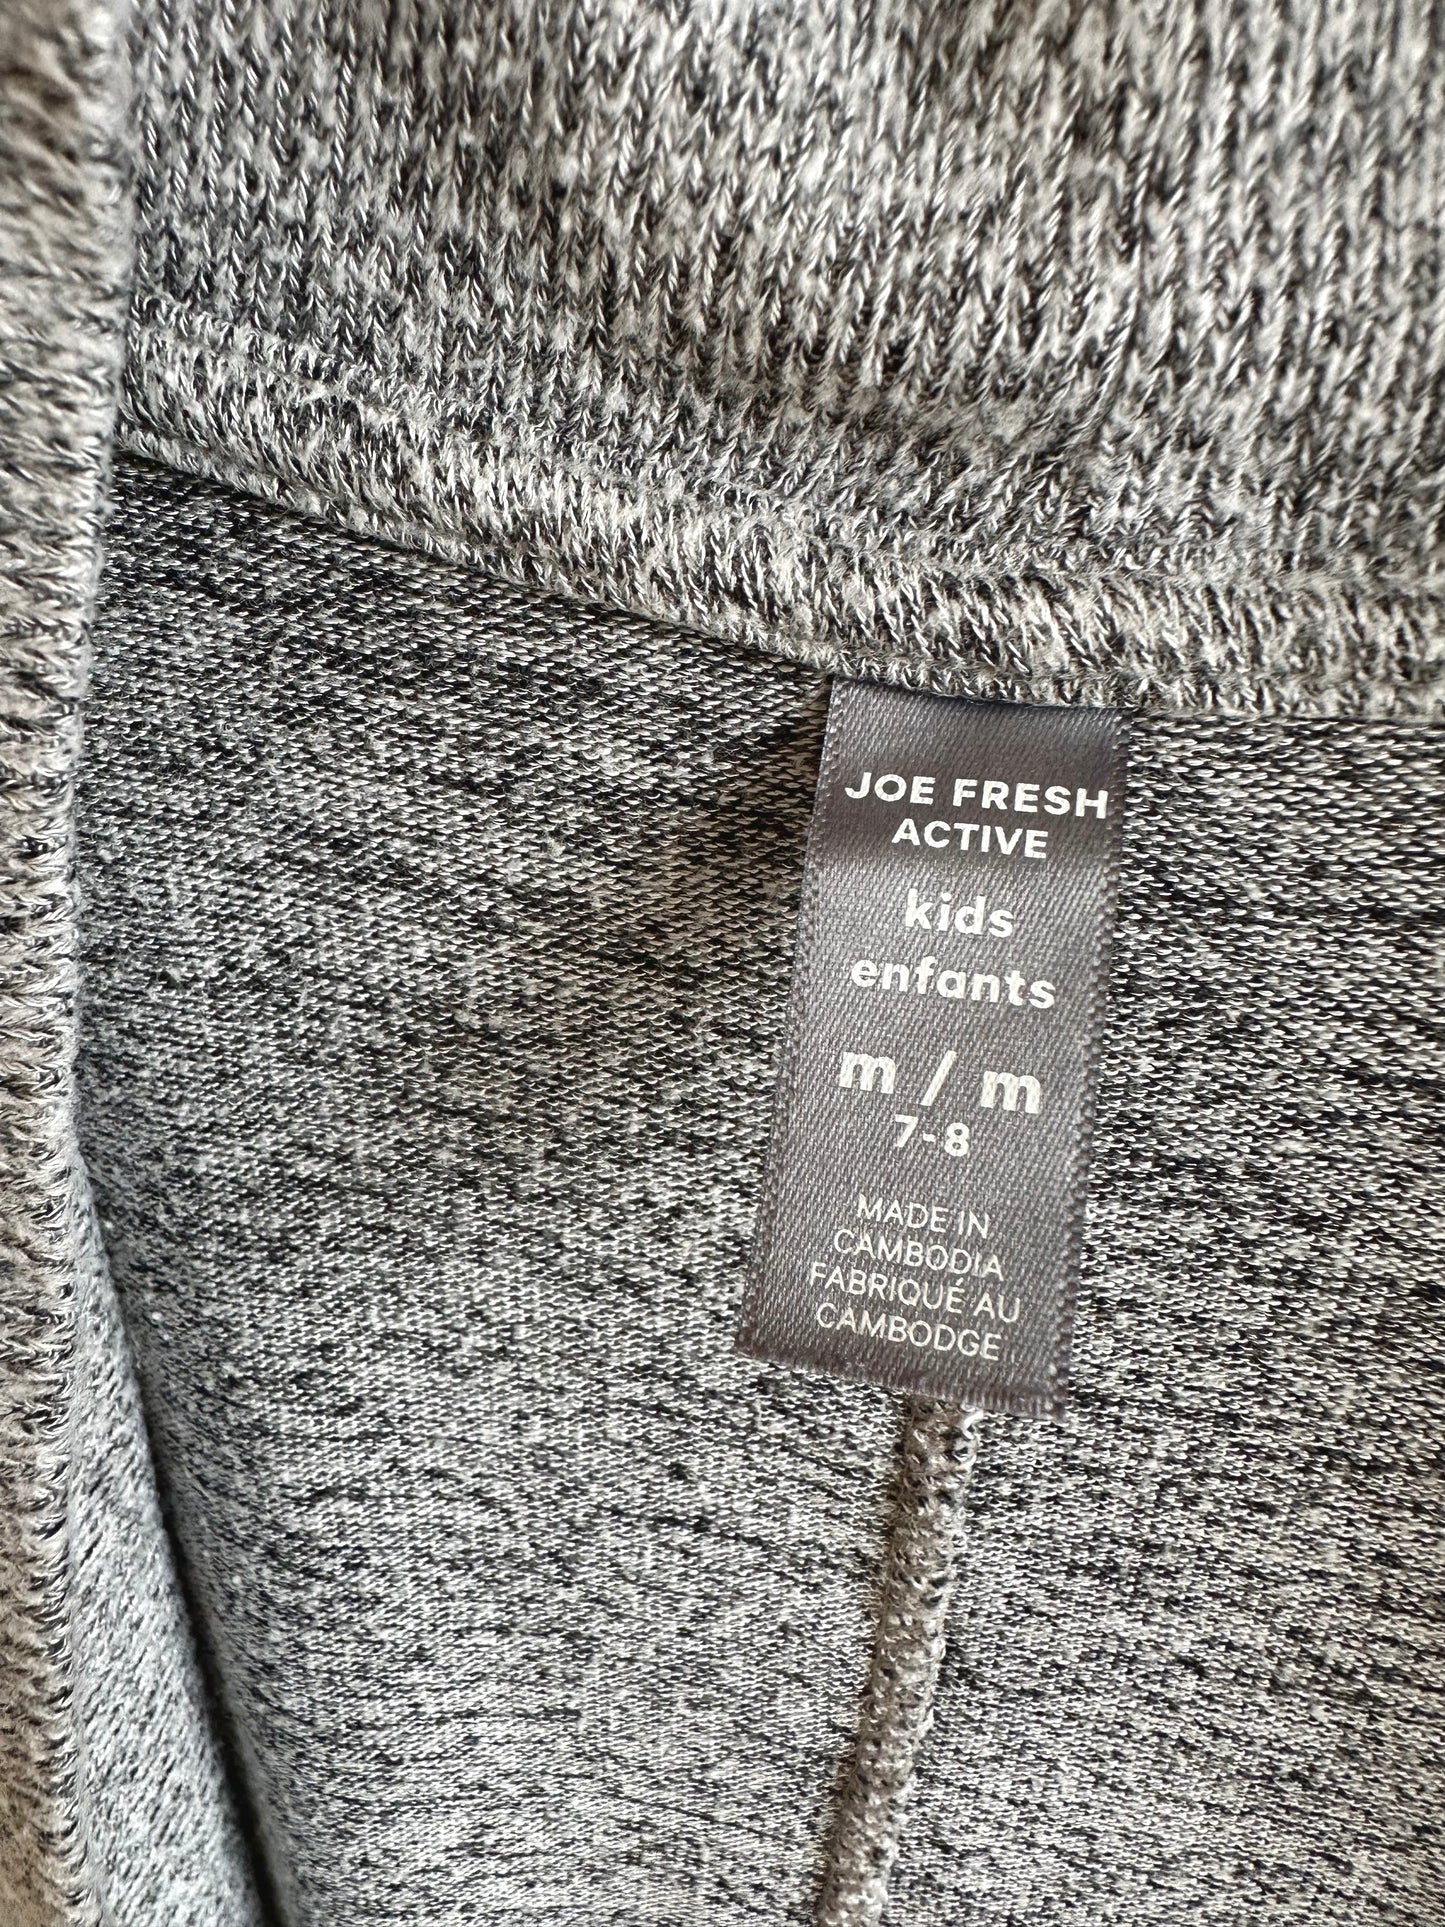 JOE FRESH
ACTIVE
kids
enfants
m / m
7-8
MADE IN
CAMBODIA
FABRIQUÉ AU
CAMBODGE